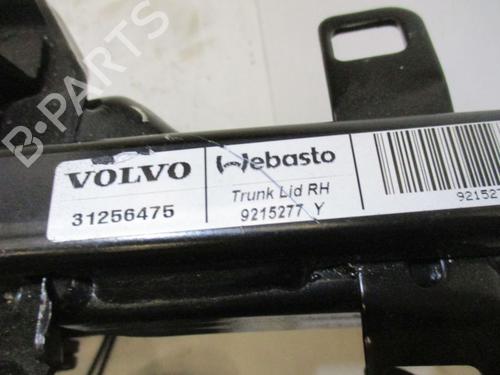 VOLVO
31256475
Webasto
Trunk Lid RH
9215277 Y
921527
B-PARTS